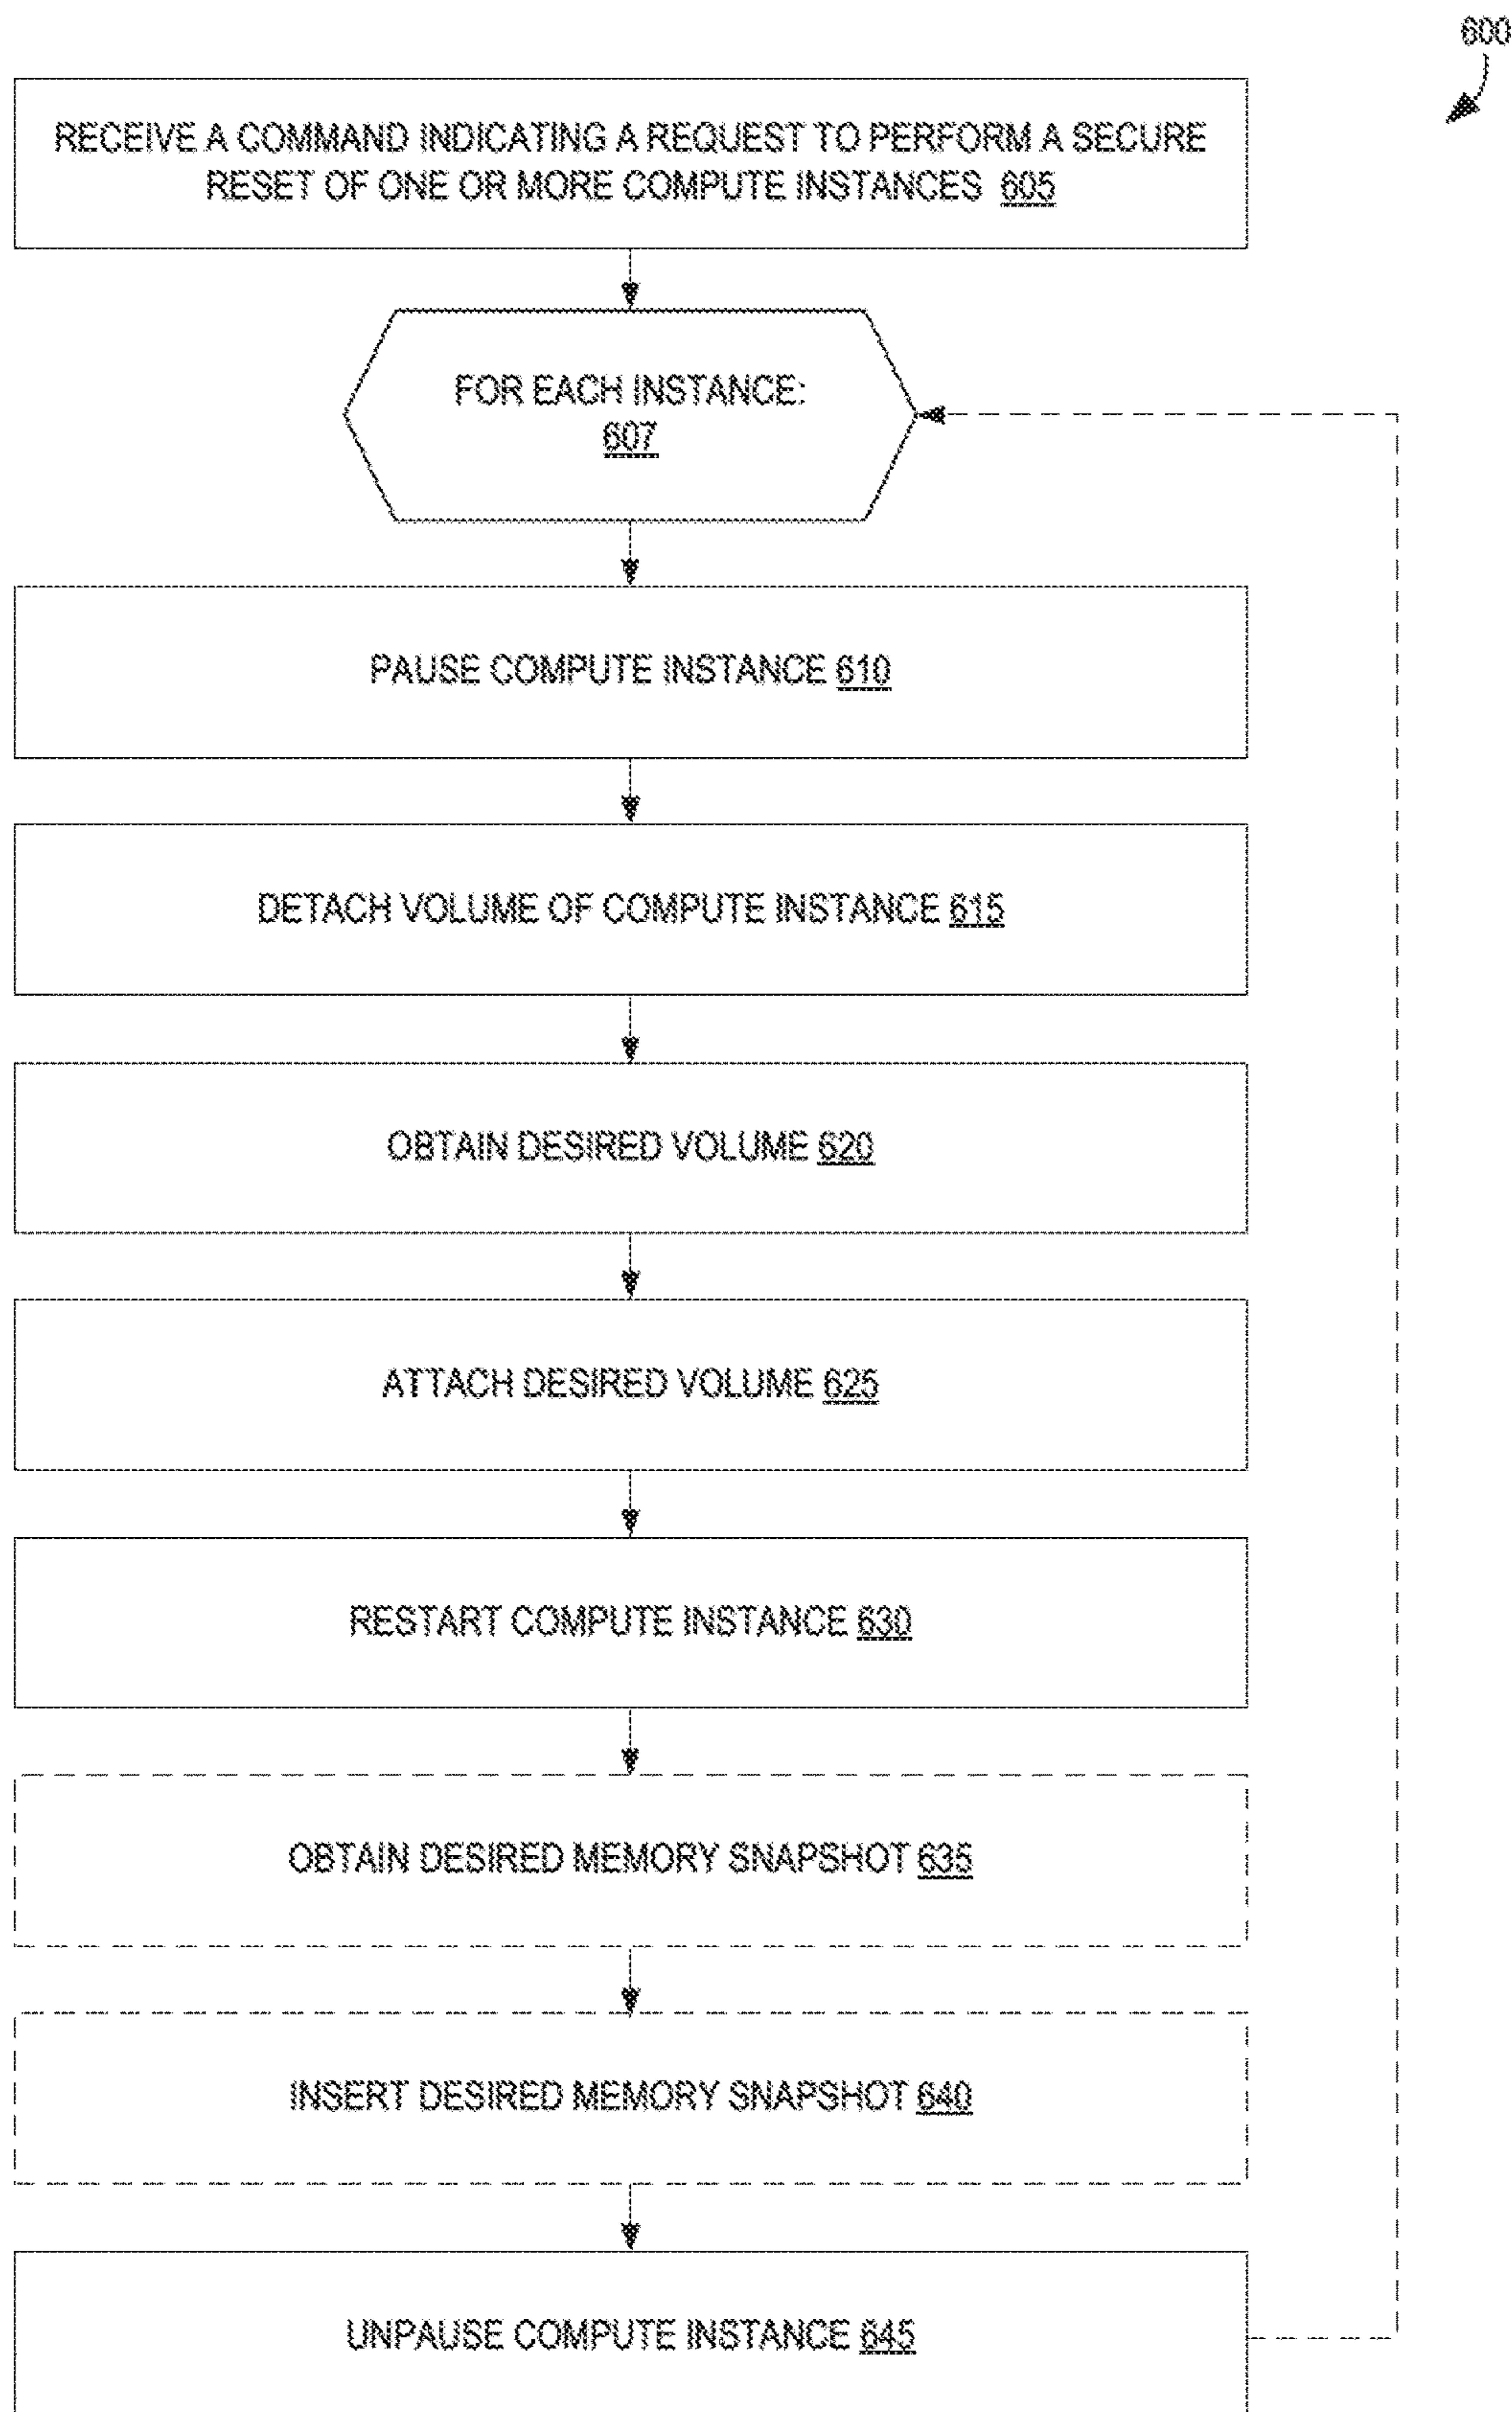 600
RECEIVE A COMMAND INDICATING A REQUEST TO PERFORM A SECURE
RESET OF ONE OR MORE COMPUTE INSTANCES 605
FOR EACH INSTANCE:
607
PAUSE COMPUTE INSTANCE 610
DETACH VOLUME OF COMPUTE INSTANCE 615
OBTAIN DESIRED VOLUME 620
ATTACH DESIRED VOLUME 625
RESTART COMPUTE INSTANCE 630
OBTAIN DESIRED MEMORY SNAPSHOT 635
INSERT DESIRED MEMORY SNAPSHOT 640
UNPAUSE COMPUTE INSTANCE 645